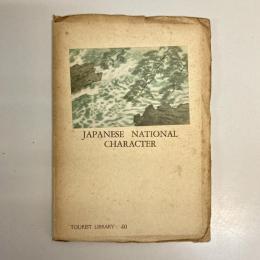 JAPANESE NATIONAL
CHARACTER
TOURIST LIBRARY: 40